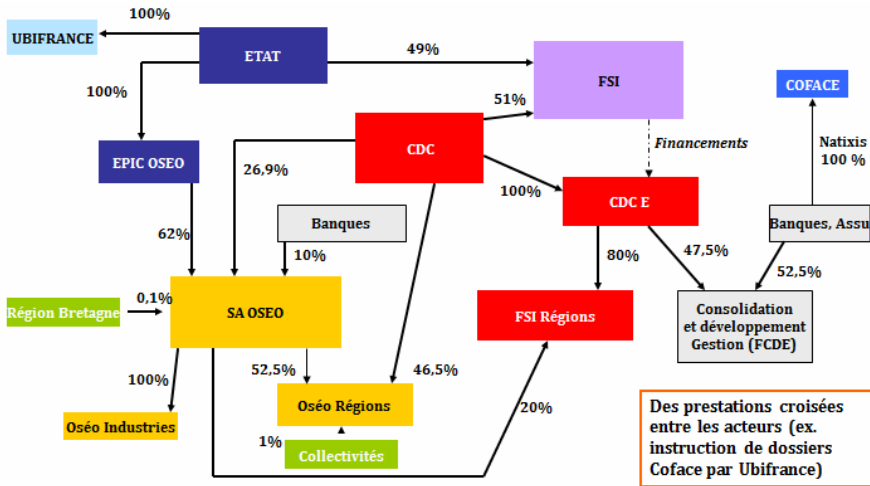 100%
UBIFRANCE
ETAT
49%
FSI
COFACE
100%
51%
CDC
Financements
Natixis
100 %
EPIC OSEO
26,9%
100%
CDC E
Banques
Banques, Assu
62%
10%
80%
47,5%
52,5%
Région Bretagne
0,1%
SA OSEO
FSI Régions
Consolidation
et développement
Gestion (FCDE)
100%
52,5%
46,5%
20%
Oséo Industries
Oséo Régions
1%
Collectivités
Des prestations croisées
entre les acteurs (ex.
instruction de dossiers
Coface par Ubifrance)